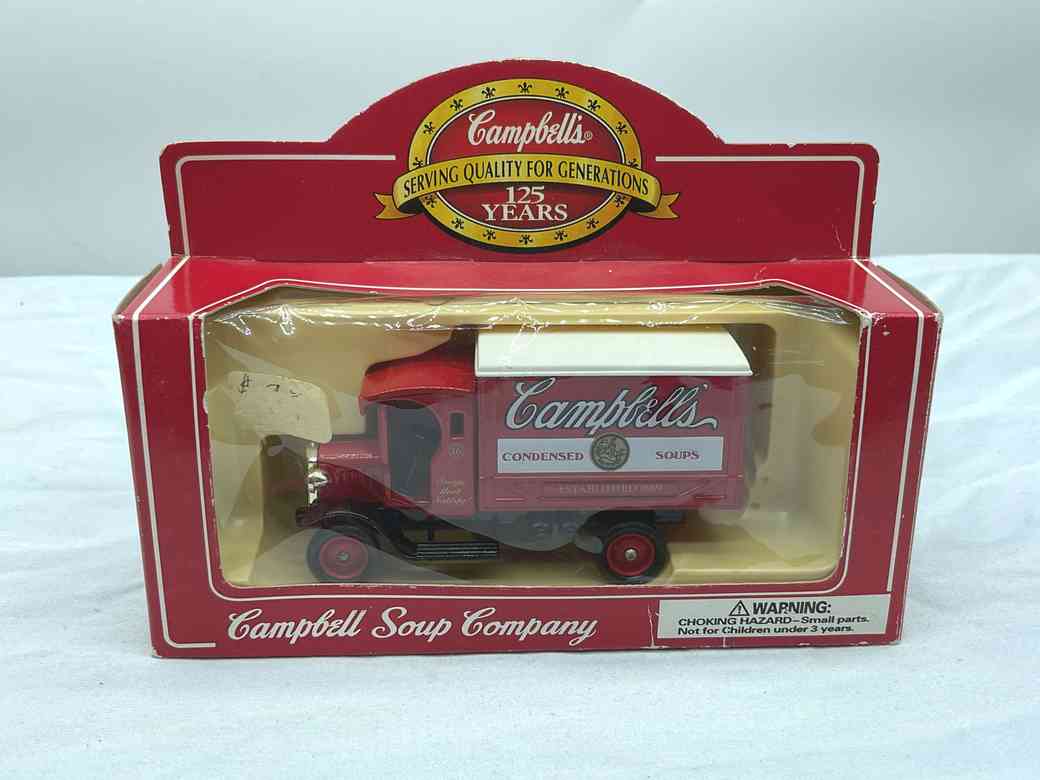 Campbell's®
SERVING QUALITY FOR GENERATIONS
125
YEARS
Campbell's
CONDENSED SOUPS
Campbell Soup Company
⚠ WARNING:
CHOKING HAZARD–Small parts.
Not for Children under 3 years.